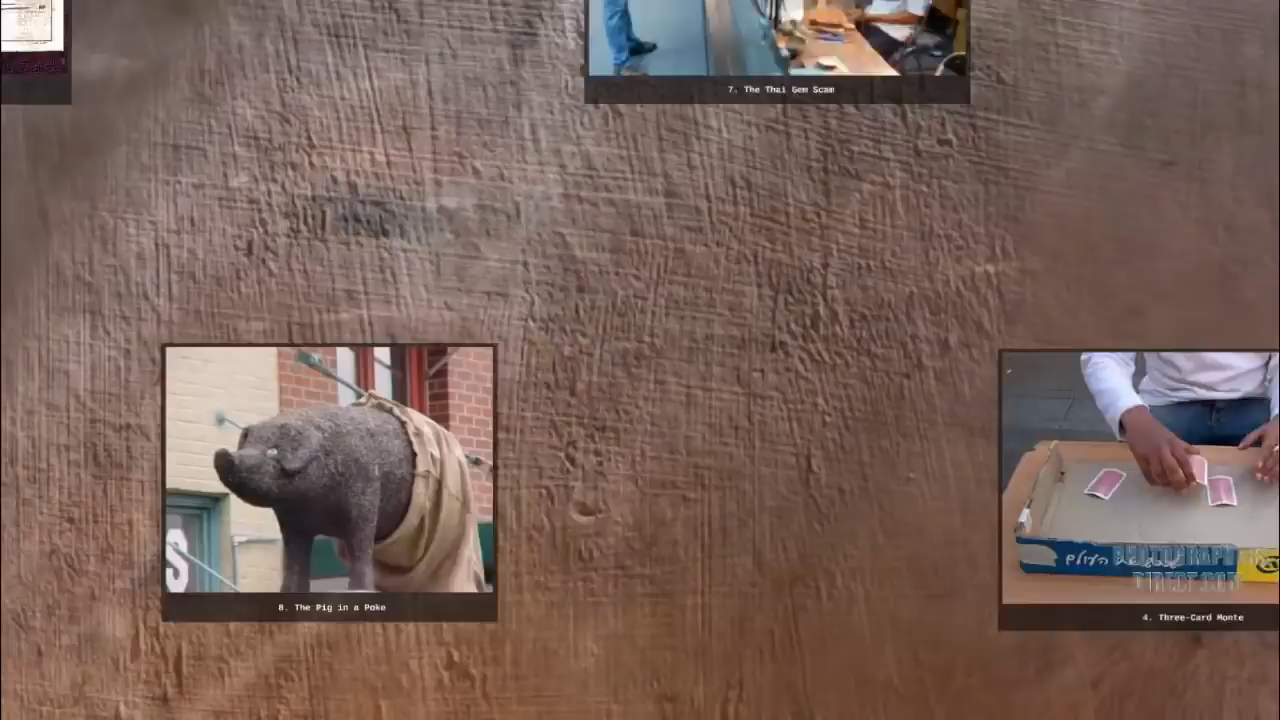 7. The Thai Gem Scam
S
8. The Pig in a Poke
4. Three-Card Monte